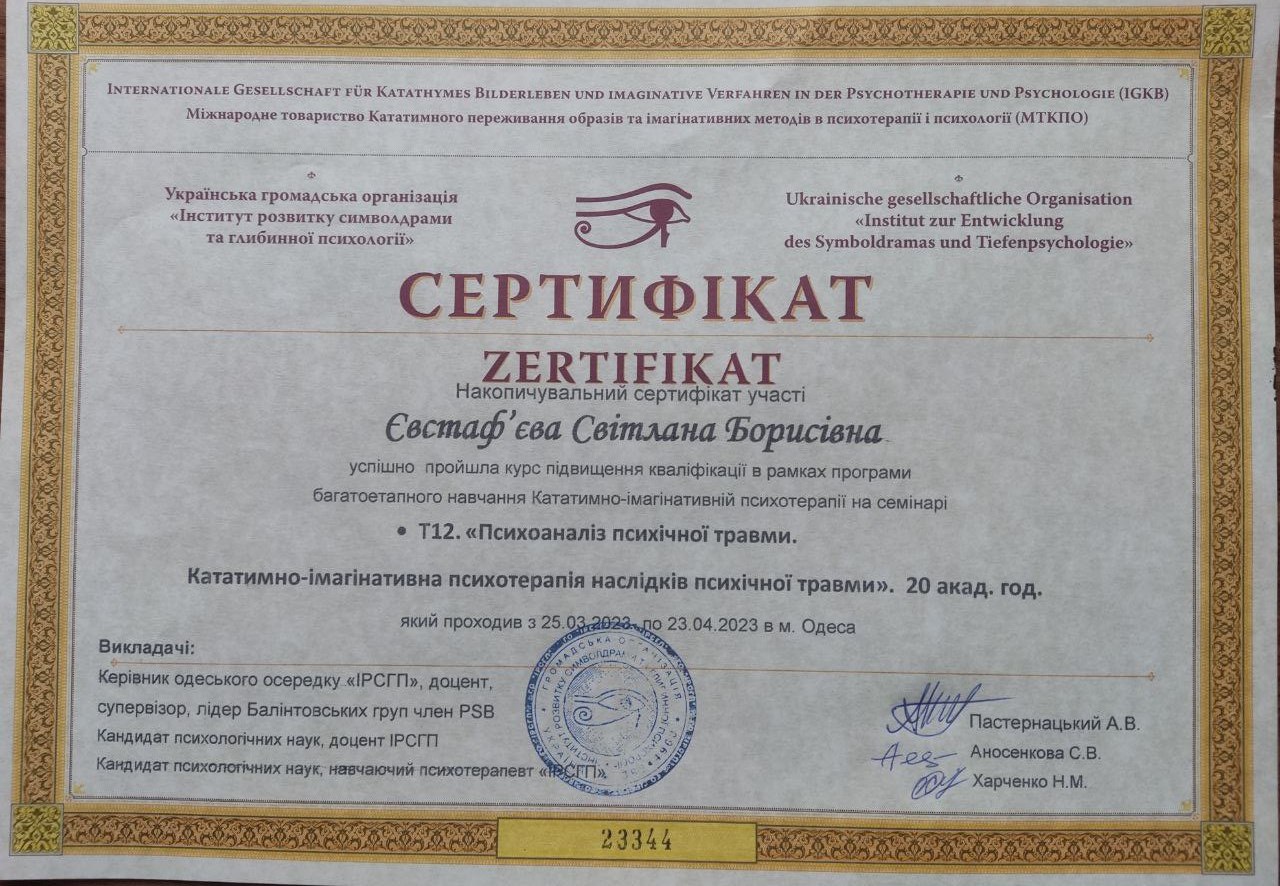 Internationale Gesellschaft für Katathymes Bilderleben und imaginative Verfahren in der Psychotherapie und Psychologie (IGKB)
Міжнародне товариство Кататимного переживання образів та імагінативних методів в психотерапії і психології (МТКПО)
Українська громадська організація
«Інститут розвитку символдрами
та глибинної психології»
Ukrainische gesellschaftliche Organisation
«Institut zur Entwicklung
des Symboldramas und Tiefenpsychologie»
СЕРТИФІКАТ
ZERTIFIKAT
Накопичувальний сертифікат участі
Євстаф’єва Світлана Борисівна
успішно пройшла курс підвищення кваліфікації в рамках програми
багатоетапного навчання Кататимно-імагінативній психотерапії на семінарі
• Т12. «Психоаналіз психічної травми.
Кататимно-імагінативна психотерапія наслідків психічної травми». 20 акад. год.
який проходив з 25.03.2023 по 23.04.2023 в м. Одеса
Викладачі:
Керівник одеського осередку «ІРСГП», доцент,
супервізор, лідер Балінтовських груп член PSB
Кандидат психологічних наук, доцент ІРСГП
Кандидат психологічних наук, навчаючий психотерапевт «ІРСГП»
Пастернацький А.В.
Аносенкова С.В.
Харченко Н.М.
ГРОМАДСЬКА ОРГАНІЗАЦІЯ
23344